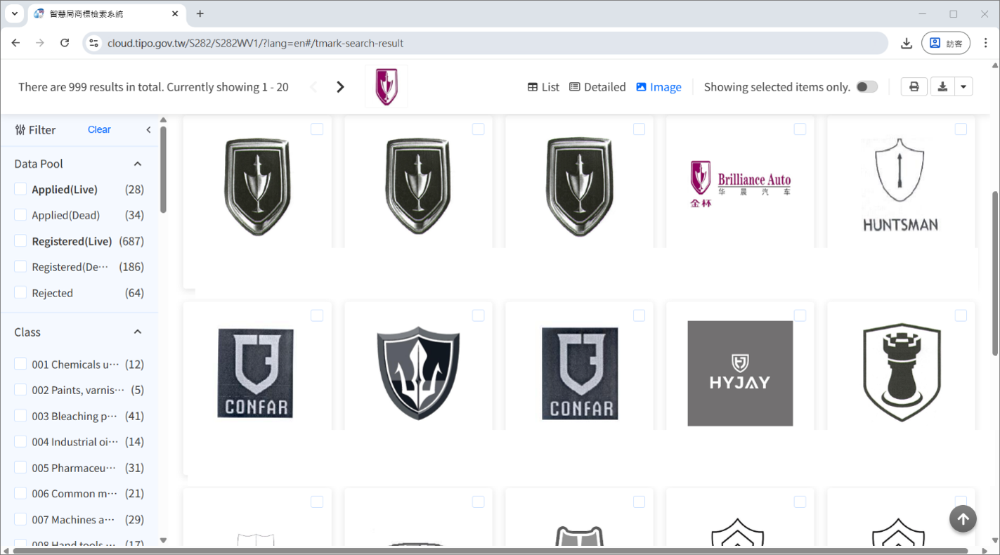 智慧局商標檢索系統
cloud.tipo.gov.tw/S282/S282WV1/?lang=en#/tmark-search-result
訪客
There are 999 results in total. Currently showing 1 - 20
List
Detailed
Image
Showing selected items only.
Filter
Clear
Data Pool
Applied(Live) (28)
Applied(Dead) (34)
Registered(Live) (687)
Registered(De··· (186)
Rejected (64)
Class
001 Chemicals u··· (12)
002 Paints, varnis··· (5)
003 Bleaching p··· (41)
004 Industrial oi··· (14)
005 Pharmaceu··· (31)
006 Common m··· (21)
007 Machines a··· (29)
008 Hand tools ··· (17)
Brilliance Auto
华晨汽车
金杯
HUNTSMAN
CONFAR
CONFAR
HYJAY